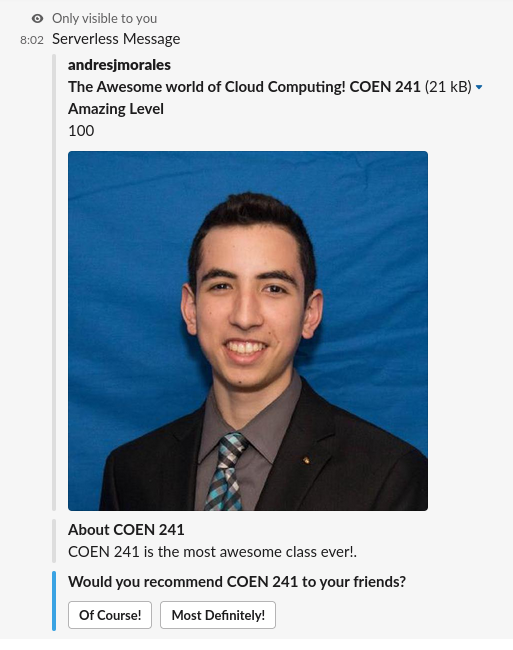 Only visible to you
8:02 Serverless Message
andresjmorales
The Awesome world of Cloud Computing! COEN 241 (21 kB)
Amazing Level
100
About COEN 241
COEN 241 is the most awesome class ever!.
Would you recommend COEN 241 to your friends?
Of Course! Most Definitely!